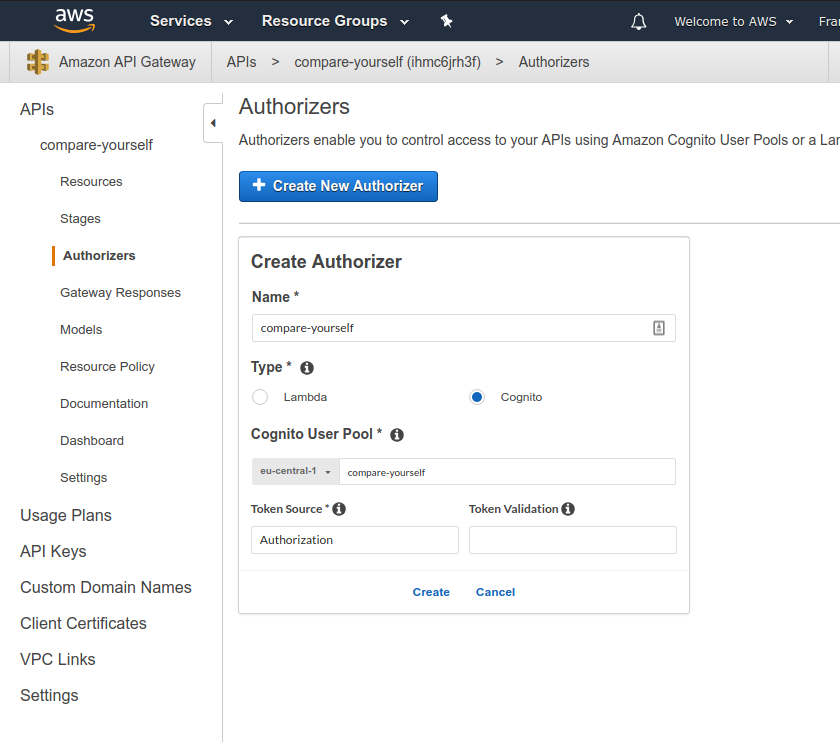 aws Services Resource Groups Welcome to AWS
Amazon API Gateway APIs > compare-yourself (ihmc6jrh3f) > Authorizers
APIs
compare-yourself
Resources
Stages
Authorizers
Gateway Responses
Models
Resource Policy
Documentation
Dashboard
Settings
Usage Plans
API Keys
Custom Domain Names
Client Certificates
VPC Links
Settings
Authorizers
Authorizers enable you to control access to your APIs using Amazon Cognito User Pools or a
+ Create New Authorizer
Create Authorizer
Name *
compare-yourself
Type *
Lambda Cognito
Cognito User Pool *
eu-central-1 compare-yourself
Token Source * Token Validation
Authorization
Create Cancel